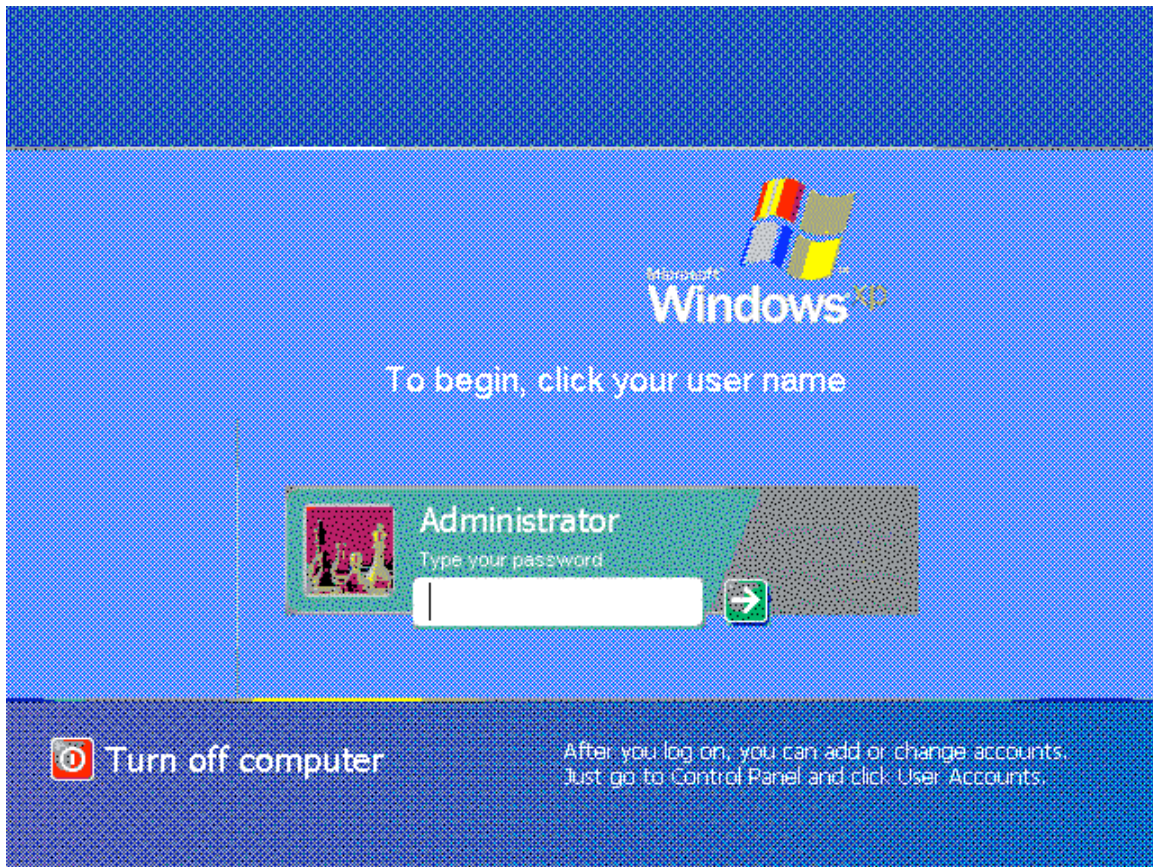 Microsoft
Windows xp
To begin, click your user name
Administrator
Type your password
Turn off computer
After you log on, you can add or change accounts.
Just go to Control Panel and click User Accounts.